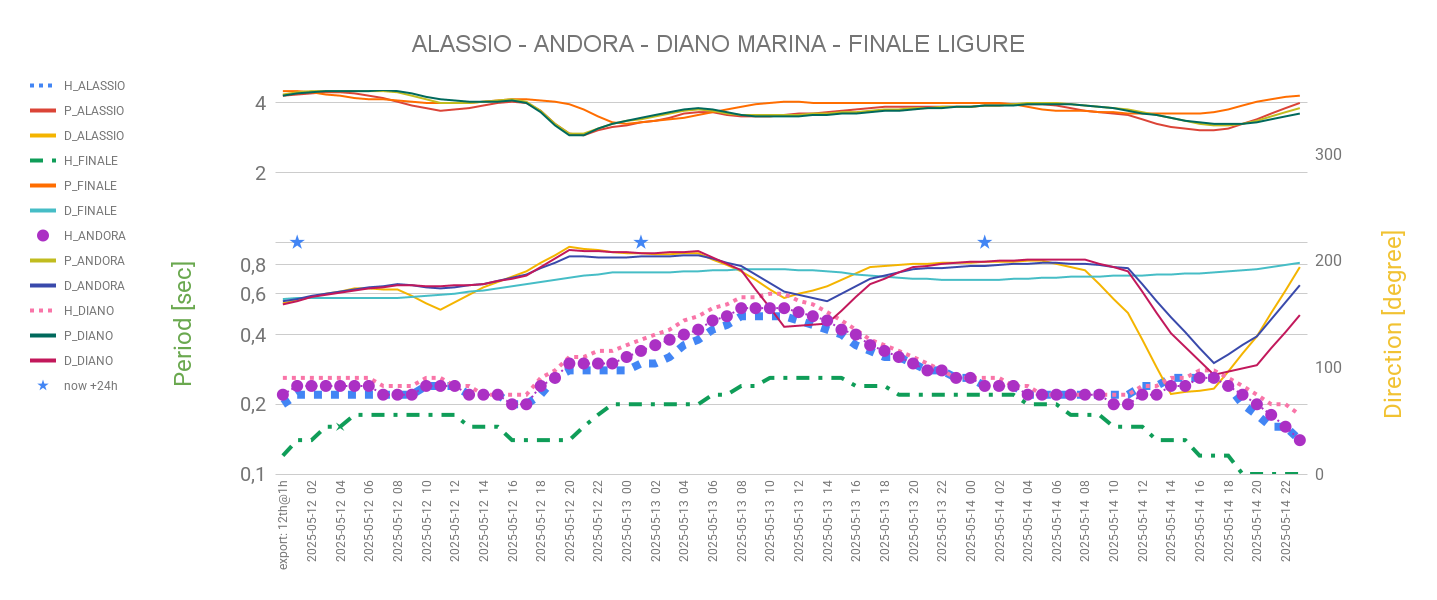 ALASSIO - ANDORA - DIANO MARINA - FINALE LIGURE
H_ALASSIO
P_ALASSIO
D_ALASSIO
H_FINALE
P_FINALE
D_FINALE
H_ANDORA
P_ANDORA
D_ANDORA
H_DIANO
P_DIANO
D_DIANO
now +24h
Period [sec]
4
2
0,8
0,6
0,4
0,2
0,1
300
200
100
0
Direction [degree]
export: 12th@1h
2025-05-12 02
2025-05-12 04
2025-05-12 06
2025-05-12 08
2025-05-12 10
2025-05-12 12
2025-05-12 14
2025-05-12 16
2025-05-12 18
2025-05-12 20
2025-05-12 22
2025-05-13 00
2025-05-13 02
2025-05-13 04
2025-05-13 06
2025-05-13 08
2025-05-13 10
2025-05-13 12
2025-05-13 14
2025-05-13 16
2025-05-13 18
2025-05-13 20
2025-05-13 22
2025-05-14 00
2025-05-14 02
2025-05-14 04
2025-05-14 06
2025-05-14 08
2025-05-14 10
2025-05-14 12
2025-05-14 14
2025-05-14 16
2025-05-14 18
2025-05-14 20
2025-05-14 22